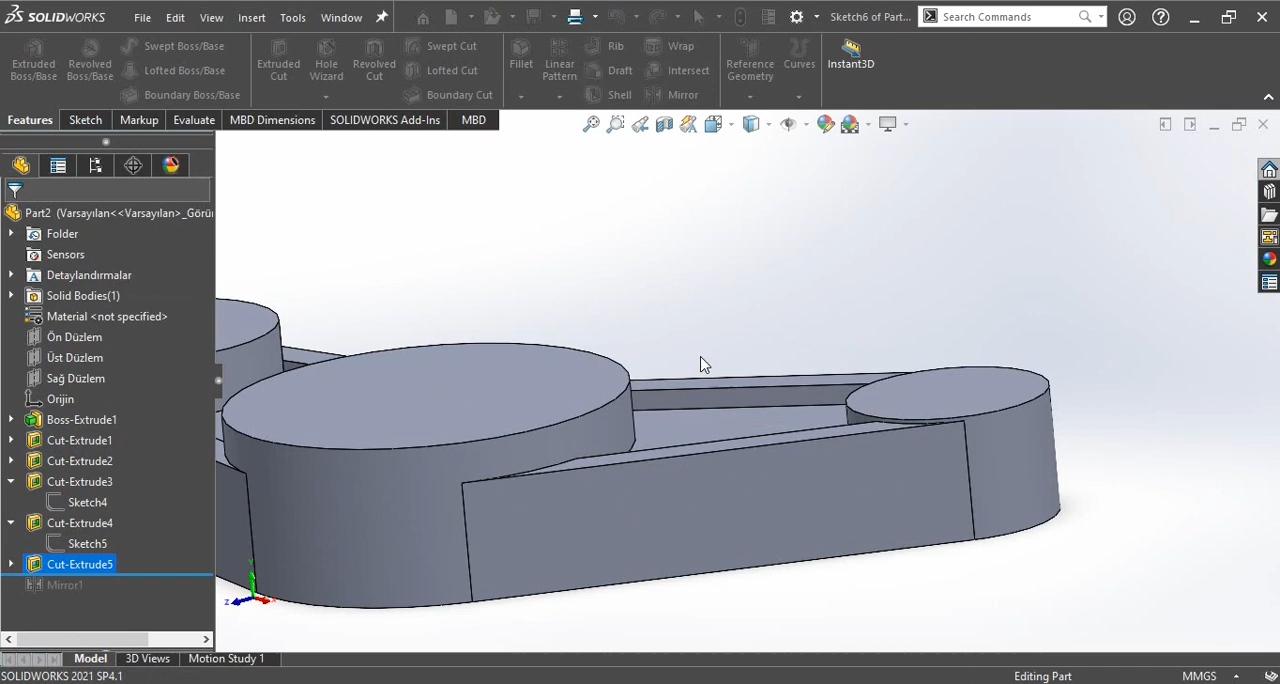 SOLIDWORKS File Edit View Insert Tools Window Sketch6 of Part... Search Commands
Extruded Boss/Base
Revolved Boss/Base
Swept Boss/Base
Lofted Boss/Base
Boundary Boss/Base
Extruded Cut
Hole Wizard
Revolved Cut
Swept Cut
Lofted Cut
Boundary Cut
Fillet
Linear Pattern
Rib
Draft
Shell
Wrap
Intersect
Mirror
Reference Geometry
Curves
Instant3D
Features Sketch Markup Evaluate MBD Dimensions SOLIDWORKS Add-Ins MBD
Part2 (Varsayılan<<Varsayılan>_Görün
Folder
Sensors
Detaylandırmalar
Solid Bodies(1)
Material <not specified>
Ön Düzlem
Üst Düzlem
Sağ Düzlem
Orijin
Boss-Extrude1
Cut-Extrude1
Cut-Extrude2
Cut-Extrude3
Sketch4
Cut-Extrude4
Sketch5
Cut-Extrude5
Mirror1
Y
Z
Model 3D Views Motion Study 1
SOLIDWORKS 2021 SP4.1 Editing Part MMGS